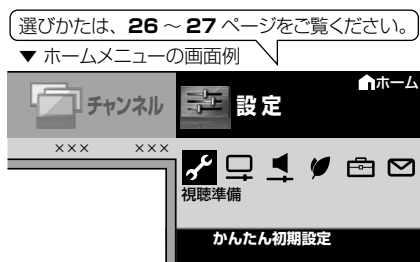 選びかたは、26～27 ページをご覧ください。
▼ ホームメニューの画面例
ホーム
チャンネル
設定
××× ×××
視聴準備
かんたん初期設定